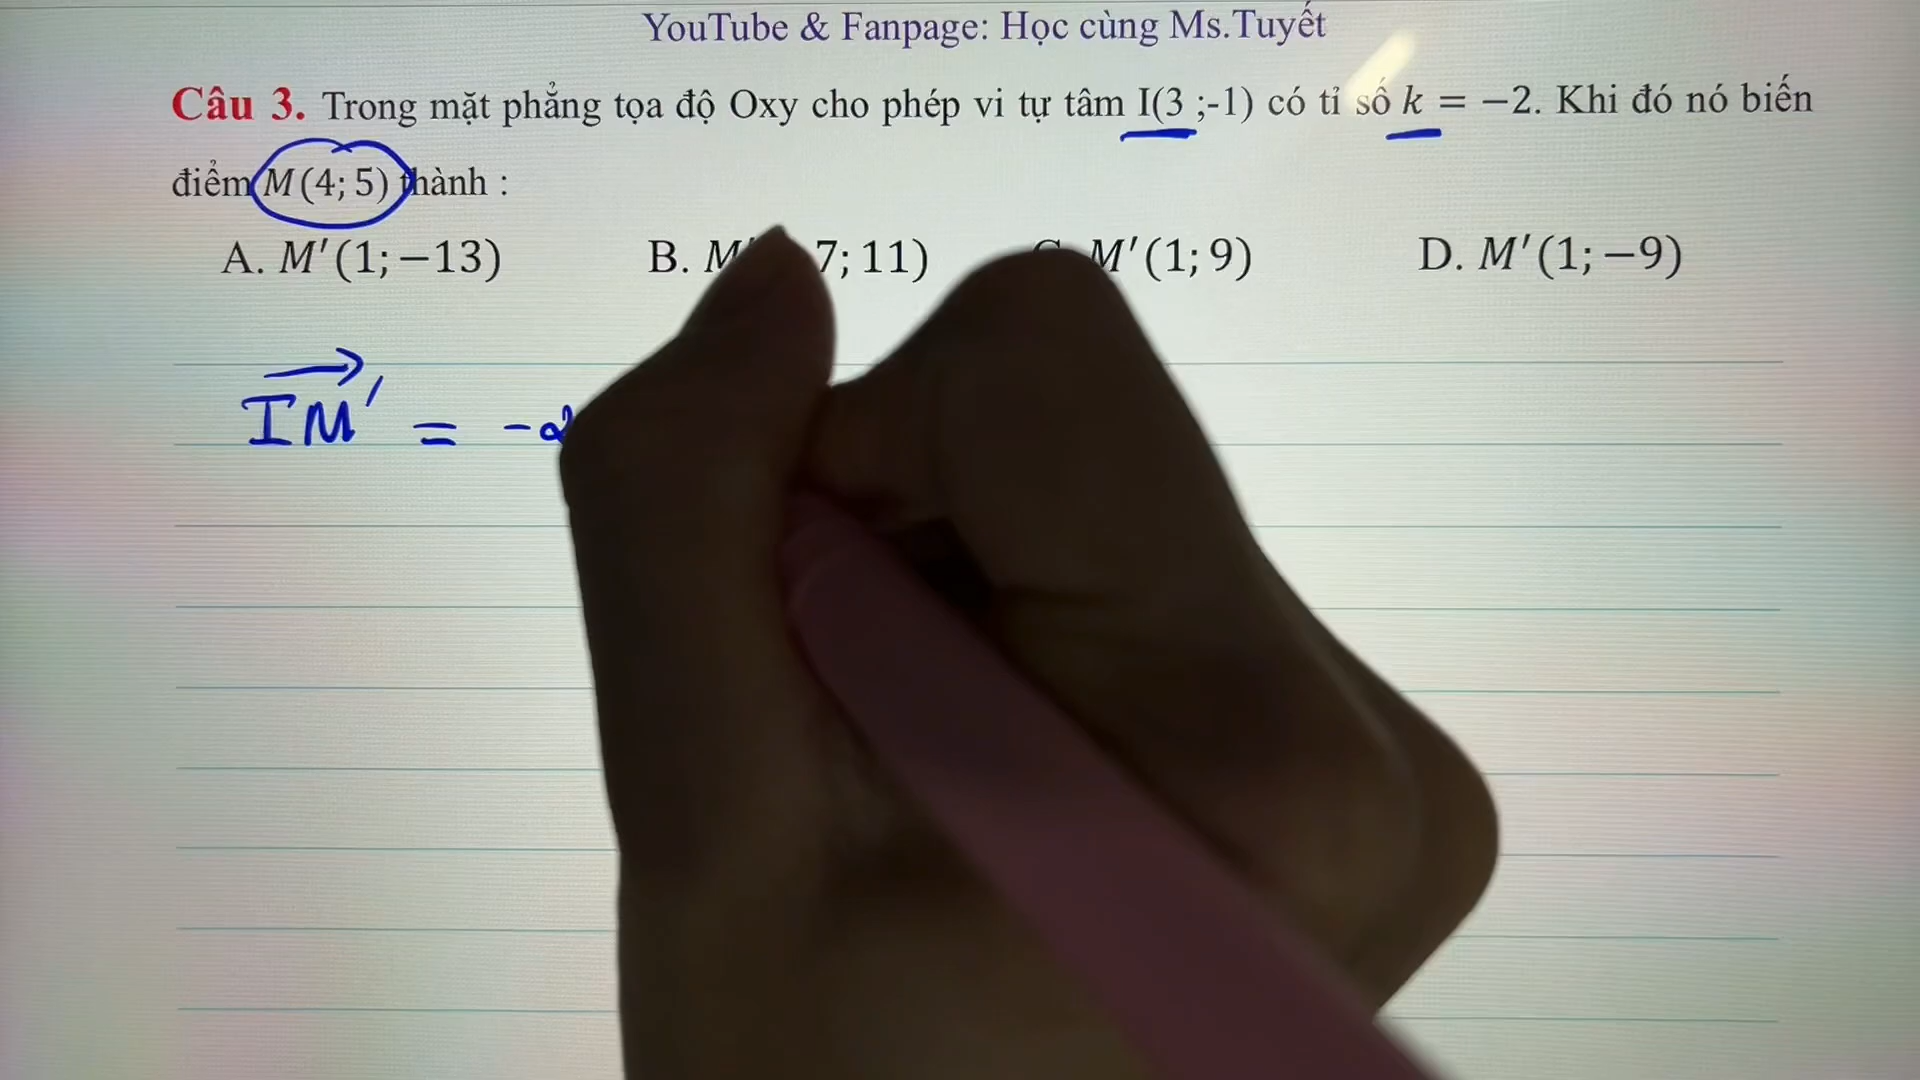 YouTube & Fanpage: Học cùng Ms.Tuyết
Câu 3. Trong mặt phẳng tọa độ Oxy cho phép vi tự tâm I(3 ;-1) có tỉ số k = −2. Khi đó nó biến
điểm M(4; 5) thành :
A. M′(1; −13) B. 7; 11) M′(1; 9) D. M′(1; −9)
IM' = -2